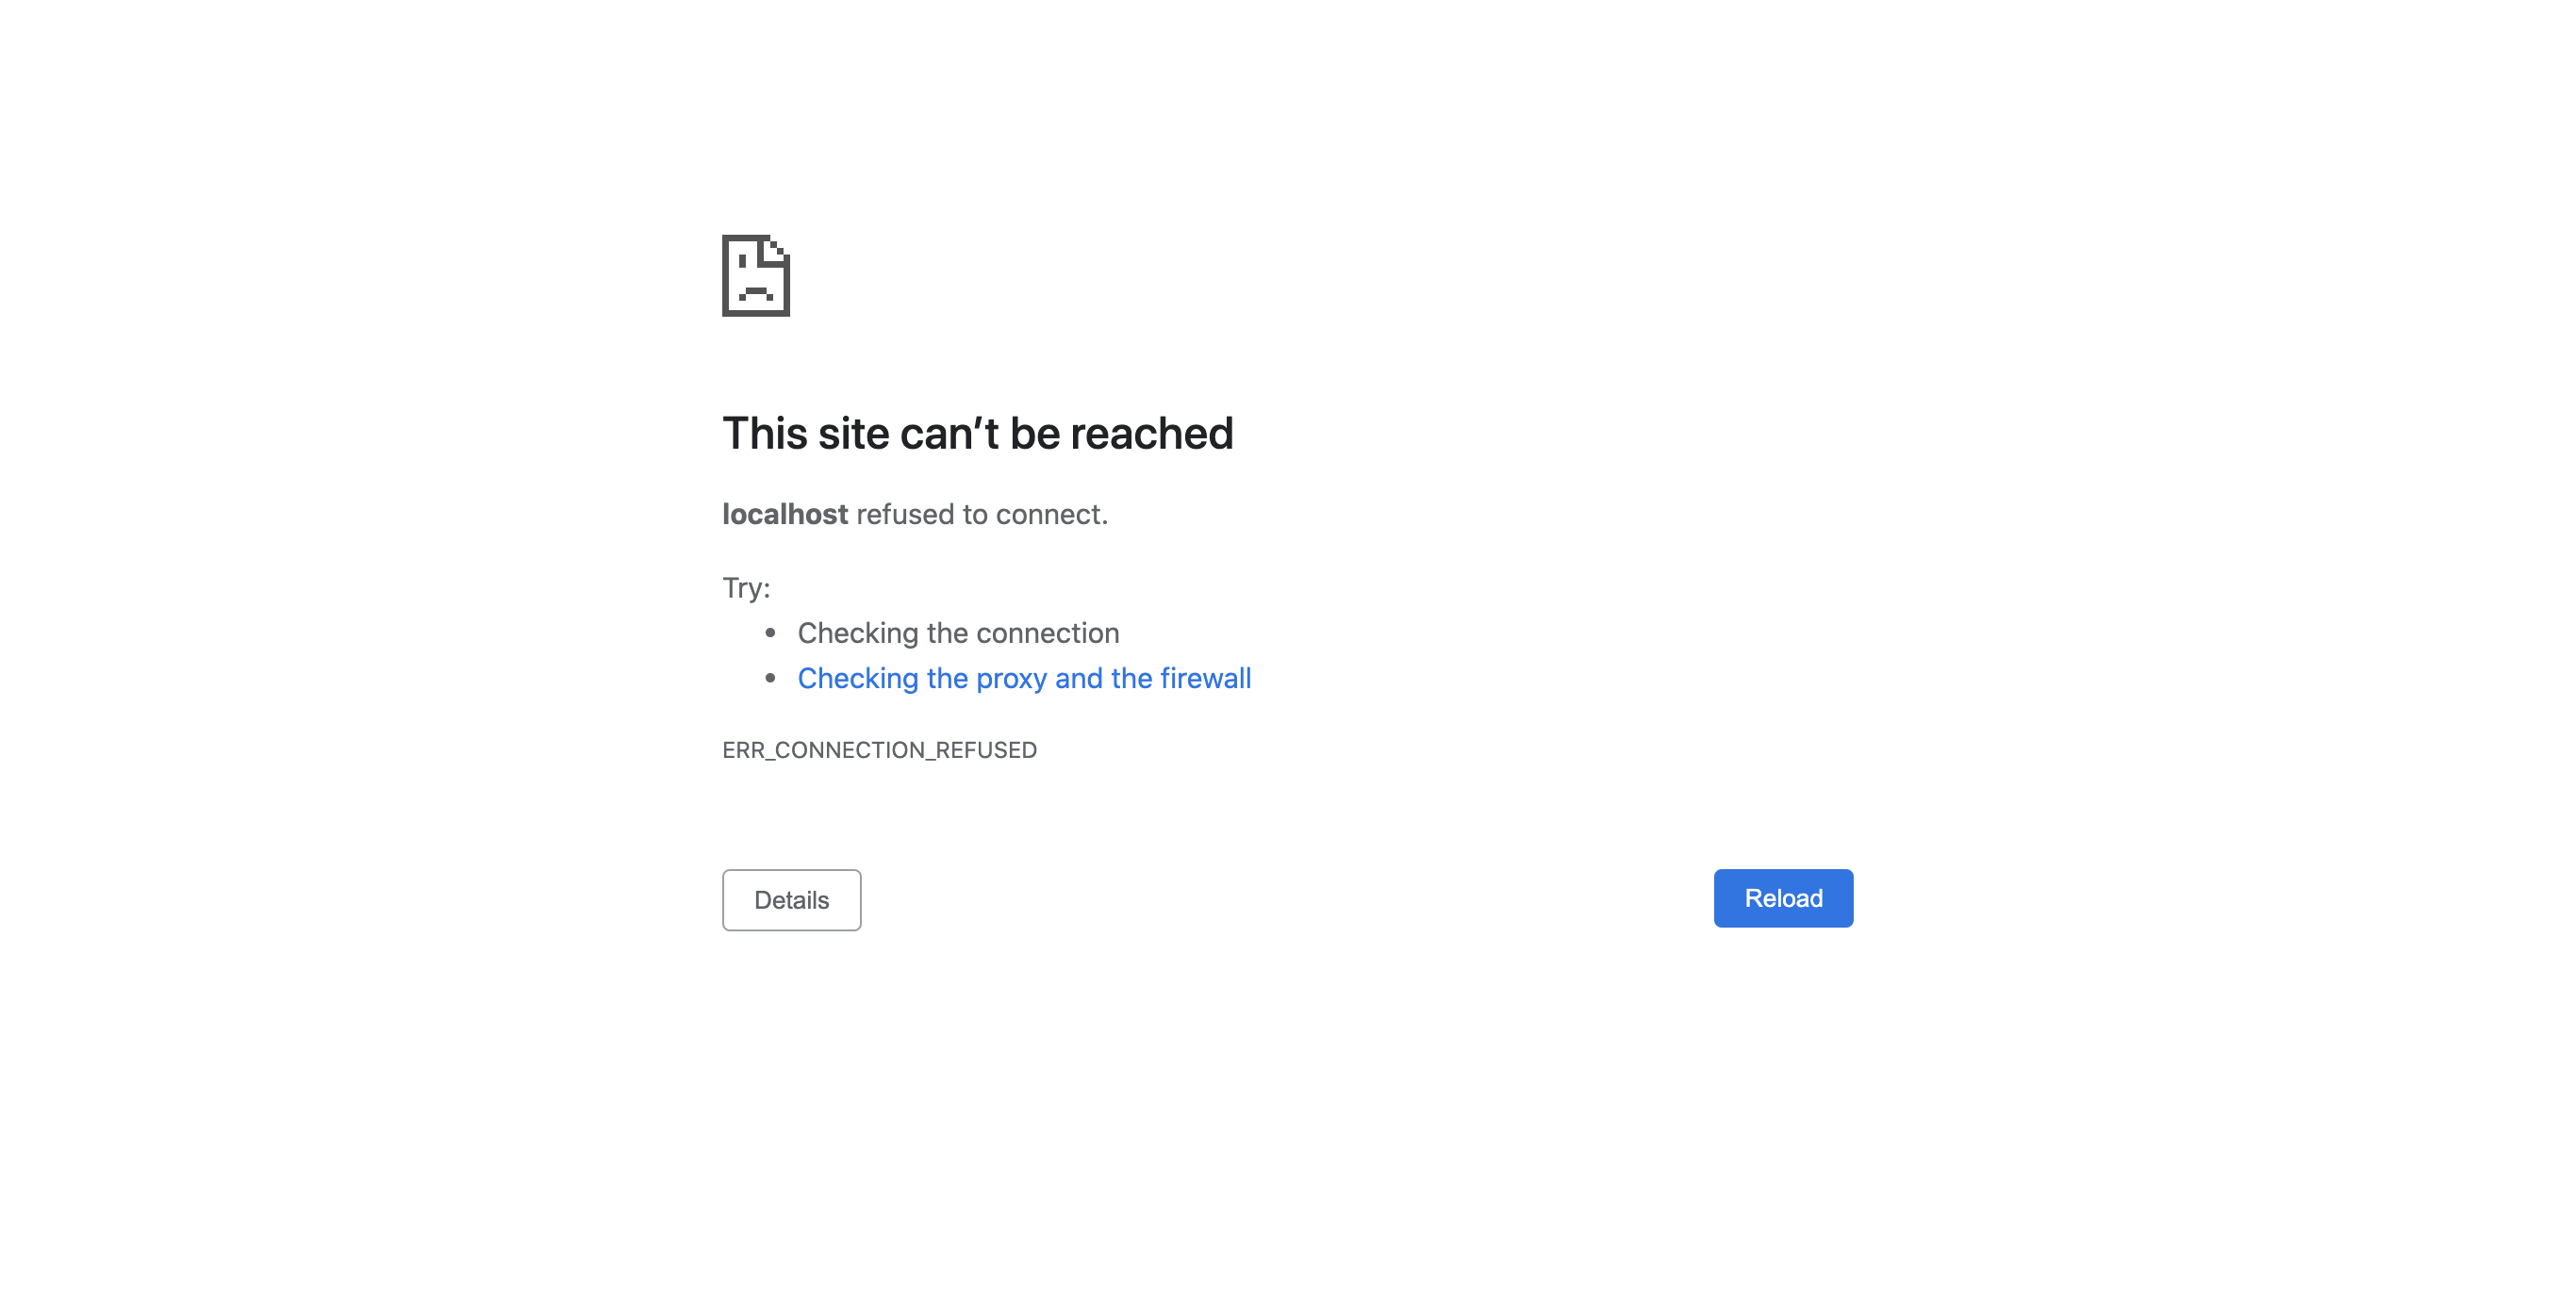 This site can’t be reached
localhost refused to connect.
Try:
• Checking the connection
• Checking the proxy and the firewall
ERR_CONNECTION_REFUSED
Details
Reload